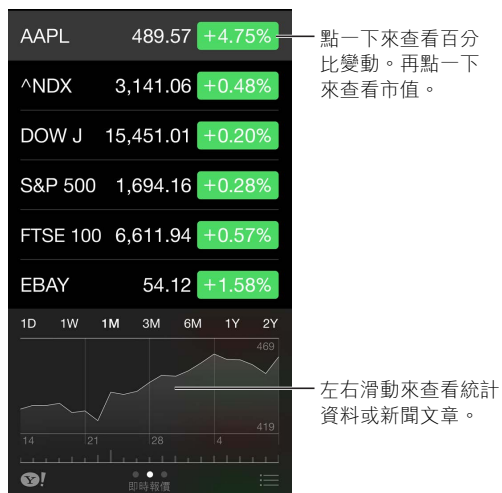 AAPL 489.57 +4.75%
點一下來查看百分
比變動。再點一下
來查看市值。
^NDX 3,141.06 +0.48%
DOW J 15,451.01 +0.20%
S&P 500 1,694.16 +0.28%
FTSE 100 6,611.94 +0.57%
EBAY 54.12 +1.58%
1D 1W 1M 3M 6M 1Y 2Y
469
左右滑動來查看統計
資料或新聞文章。
419
14 21 28 4
Y!
即時報價